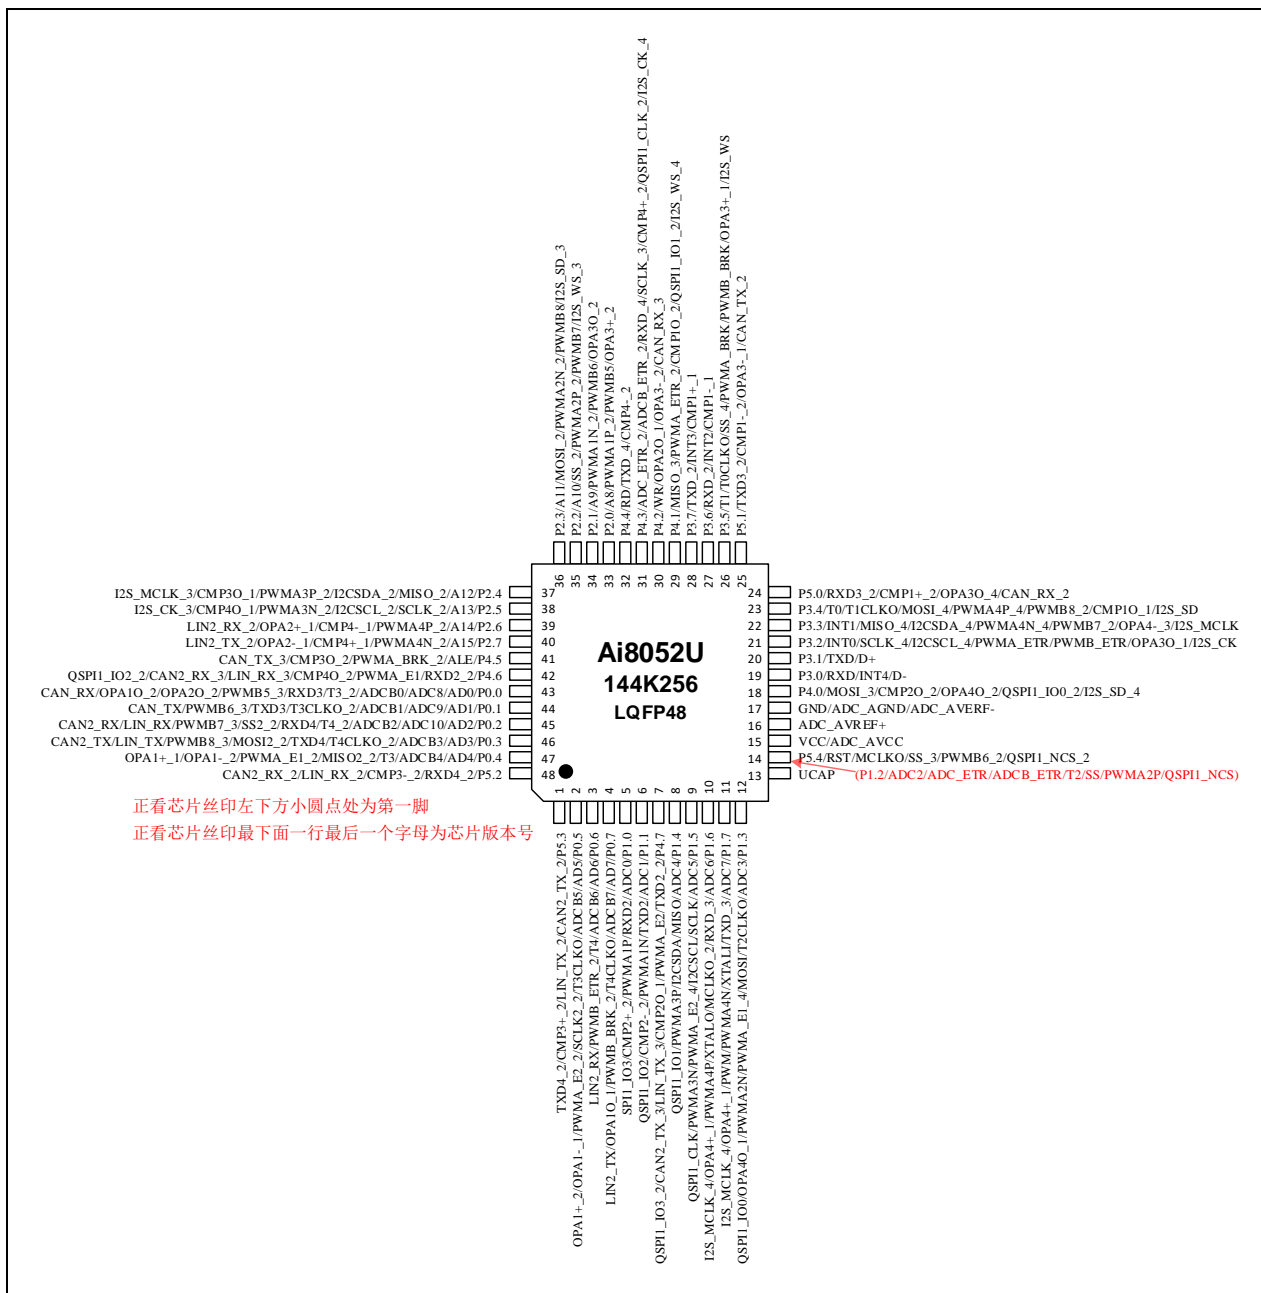 P2.3/A11/MOSI_2/PWMA2N_2/PWMB8/I2S_SD_3
P2.2/A10/SS_2/PWMA2P_2/PWMB7/I2S_WS_3
P2.1/A9/PWMA1N_2/PWMB6/OPA3O_2
P2.0/A8/PWMA1P_2/PWMB5/OPA3+_2
P4.4/RD/TXD_4/CMP4-_2
P4.3/ADC_ETR_2/ADCB_ETR_2/RXD_4/SCLK_3/CMP4+_2/QSPI1_CLK_2/I2S_CK_4
P4.2/WR/OPA2O_1/OPA3-_2/CAN_RX_3
P4.1/MISO_3/PWMA_ETR_2/CMP1O_2/QSPI1_IO1_2/I2S_WS_4
P3.7/TXD_2/INT3/CMP1+_1
P3.6/RXD_2/INT2/CMP1-_1
P3.5/T1/T0CLKO/SS_4/PWMA_BRK/PWMB_BRK/OPA3+_1/I2S_WS
P5.1/TXD3_2/CMP1-_2/OPA3-_1/CAN_TX_2
36 35 34 33 32 31 30 29 28 27 26 25
I2S_MCLK_3/CMP3O_1/PWMA3P_2/I2CSDA_2/MISO_2/A12/P2.4 37
I2S_CK_3/CMP4O_1/PWMA3N_2/I2CSCL_2/SCLK_2/A13/P2.5 38
LIN2_RX_2/OPA2+_1/CMP4-_1/PWMA4P_2/A14/P2.6 39
LIN2_TX_2/OPA2-_1/CMP4+_1/PWMA4N_2/A15/P2.7 40
CAN_TX_3/CMP3O_2/PWMA_BRK_2/ALE/P4.5 41
QSPI1_IO2_2/CAN2_RX_3/LIN_RX_3/CMP4O_2/PWMA_E1/RXD2_2/P4.6 42
CAN_RX/OPA1O_2/OPA2O_2/PWMB5_3/RXD3/T3_2/ADCB0/ADC8/AD0/P0.0 43
CAN_TX/PWMB6_3/TXD3/T3CLKO_2/ADCB1/ADC9/AD1/P0.1 44
CAN2_RX/LIN_RX/PWMB7_3/SS2_2/RXD4/T4_2/ADCB2/ADC10/AD2/P0.2 45
CAN2_TX/LIN_TX/PWMB8_3/MOSI2_2/TXD4/T4CLKO_2/ADCB3/AD3/P0.3 46
OPA1+_1/OPA1-_2/PWMA_E1_2/MISO2_2/T3/ADCB4/AD4/P0.4 47
CAN2_RX_2/LIN_RX_2/CMP3-_2/RXD4_2/P5.2 48
Ai8052U
144K256
LQFP48
24 P5.0/RXD3_2/CMP1+_2/OPA3O_4/CAN_RX_2
23 P3.4/T0/T1CLKO/MOSI_4/PWMA4P_4/PWMB8_2/CMP1O_1/I2S_SD
22 P3.3/INT1/MISO_4/I2CSDA_4/PWMA4N_4/PWMB7_2/OPA4-_3/I2S_MCLK
21 P3.2/INT0/SCLK_4/I2CSCL_4/PWMA_ETR/PWMB_ETR/OPA3O_1/I2S_CK
20 P3.1/TXD/D+
19 P3.0/RXD/INT4/D-
18 P4.0/MOSI_3/CMP2O_2/OPA4O_2/QSPI1_IO0_2/I2S_SD_4
17 GND/ADC_AGND/ADC_AVERF-
16 ADC_AVREF+
15 VCC/ADC_AVCC
14 P5.4/RST/MCLKO/SS_3/PWMB6_2/QSPI1_NCS_2
13 UCAP (P1.2/ADC2/ADC_ETR/ADCB_ETR/T2/SS/PWMA2P/QSPI1_NCS)
正看芯片丝印左下方小圆点处为第一脚
正看芯片丝印最下面一行最后一个字母为芯片版本号
1 2 3 4 5 6 7 8 9 10 11 12
TXD4_2/CMP3+_2/LIN_TX_2/CAN2_TX_2/P5.3
OPA1+_2/OPA1-_1/PWMA_E2_2/SCLK2_2/T3CLKO/ADCB5/AD5/P0.5
LIN2_RX/PWMB_ETR_2/T4/ADCB6/AD6/P0.6
LIN2_TX/OPA1O_1/PWMB_BRK_2/T4CLKO/ADCB7/AD7/P0.7
SPI1_IO3/CMP2+_2/PWMA1P/RXD2/ADC0/P1.0
QSPI1_IO2/CMP2-_2/PWMA1N/TXD2/ADC1/P1.1
QSPI1_IO3_2/CAN2_TX_3/LIN_TX_3/CMP2O_1/PWMA_E2/TXD2_2/P4.7
QSPI1_IO1/PWMA3P/I2CSDA/MISO/ADC4/P1.4
QSPI1_CLK/PWMA3N/PWMA_E2_4/I2CSCL/SCLK/ADC5/P1.5
I2S_MCLK_4/OPA4+_1/PWMA4P/XTALO/MCLKO_2/RXD_3/ADC6/P1.6
I2S_MCLK_4/OPA4+_1/PWM/PWMA4N/XTALI/TXD_3/ADC7/P1.7
QSPI1_IO0/OPA4O_1/PWMA2N/PWMA_E1_4/MOSI/T2CLKO/ADC3/P1.3